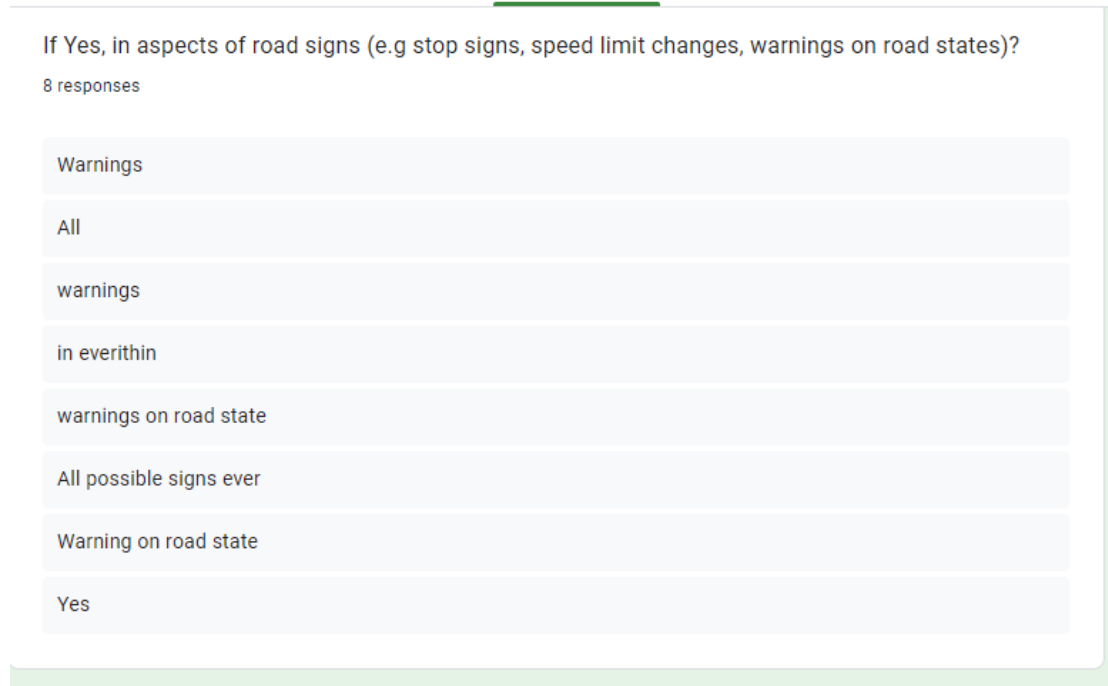 If Yes, in aspects of road signs (e.g stop signs, speed limit changes, warnings on road states)?
8 responses
Warnings
All
warnings
in everithin
warnings on road state
All possible signs ever
Warning on road state
Yes